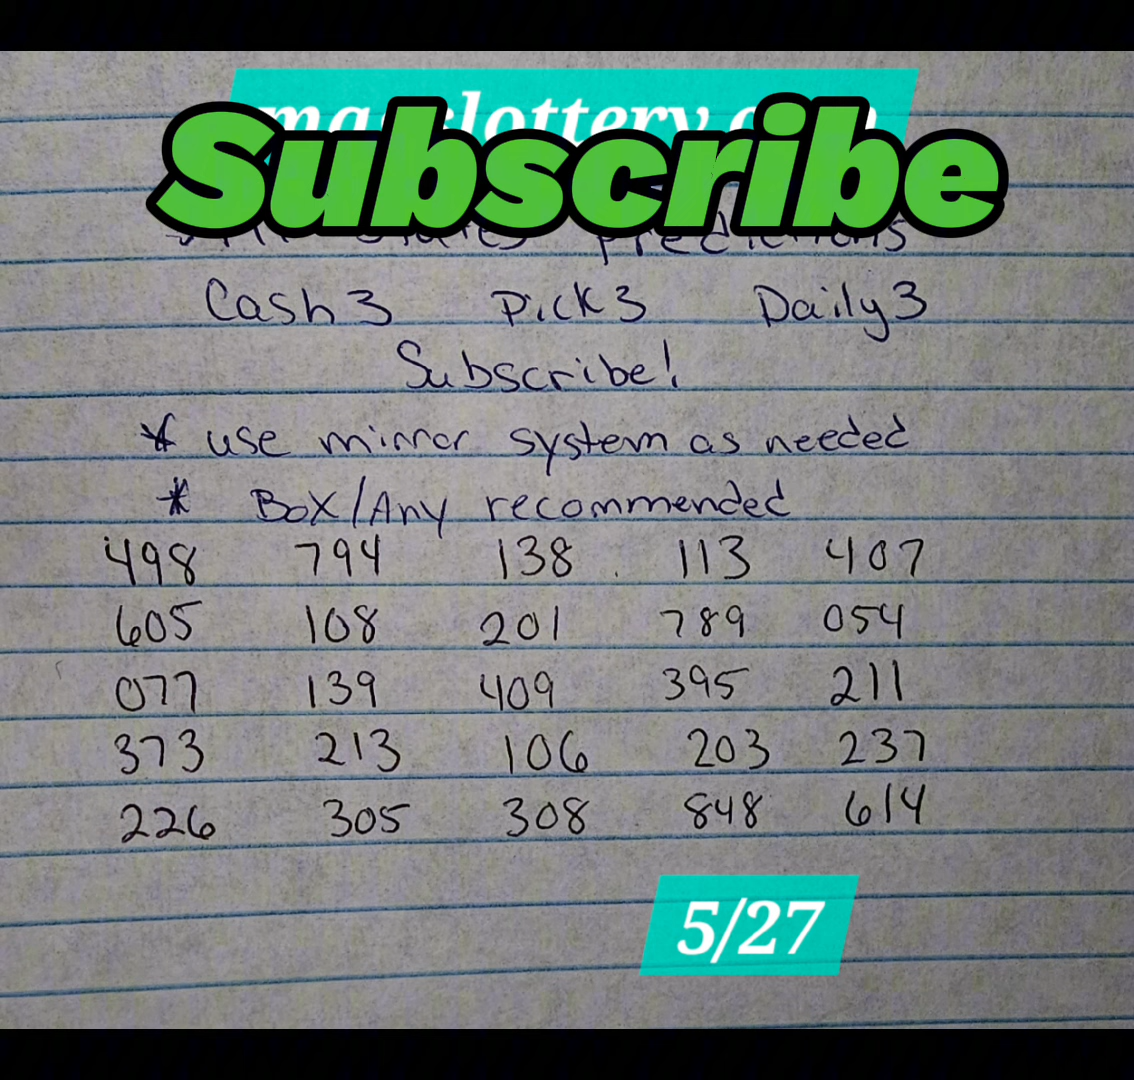 Subscribe
predictions
Cash3 Pick3 Daily3
Subscribe!
* use mirror system as needed
* Box/Any recommended
498 794 138 113 407
605 108 201 789 054
077 139 409 395 211
373 213 106 203 237
226 305 308 848 614
5/27